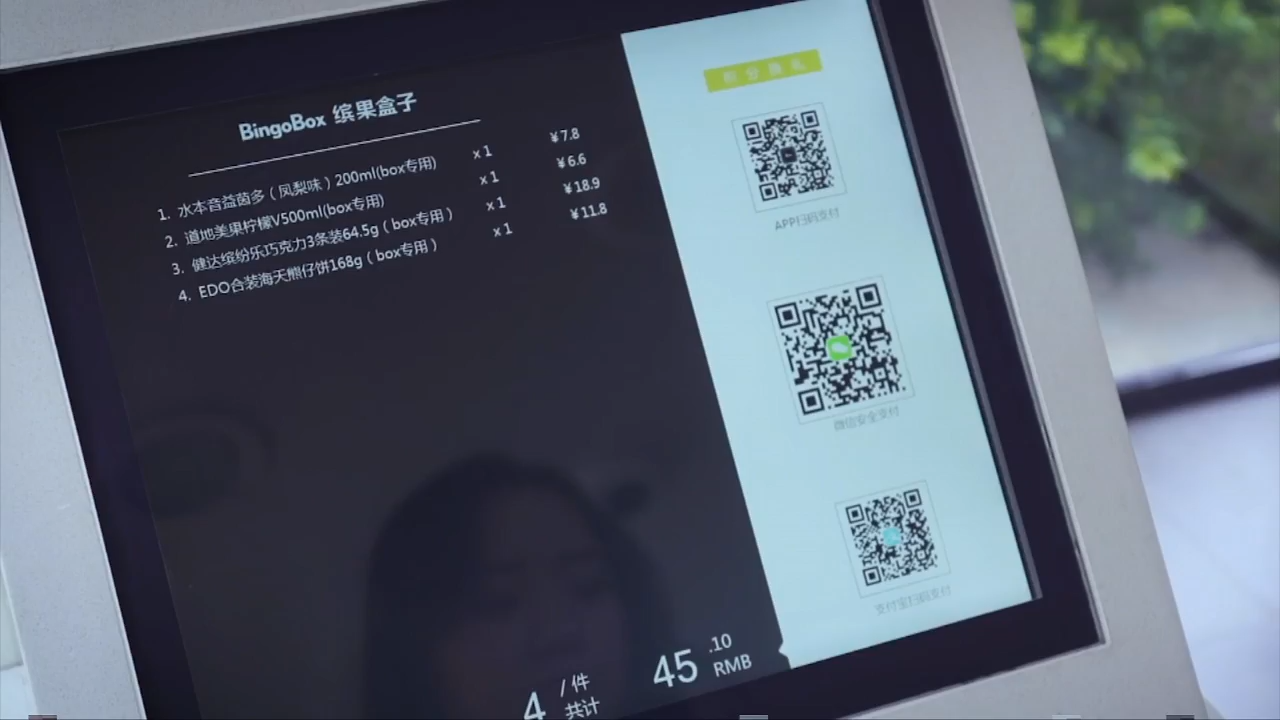 BingoBox 缤果盒子
1. 水本音益菌多（凤梨味）200ml(box专用) x1 ¥7.8
2. 道地美果柠檬V500ml(box专用) x1 ¥6.6
3. 健达缤纷乐巧克力3条装64.5g（box专用） x1 ¥18.9
4. EDO合装海天熊仔饼168g（box专用） x1 ¥11.8
4 /件 共计 45.10 RMB
APP扫码支付
微信安全支付
支付宝扫码支付